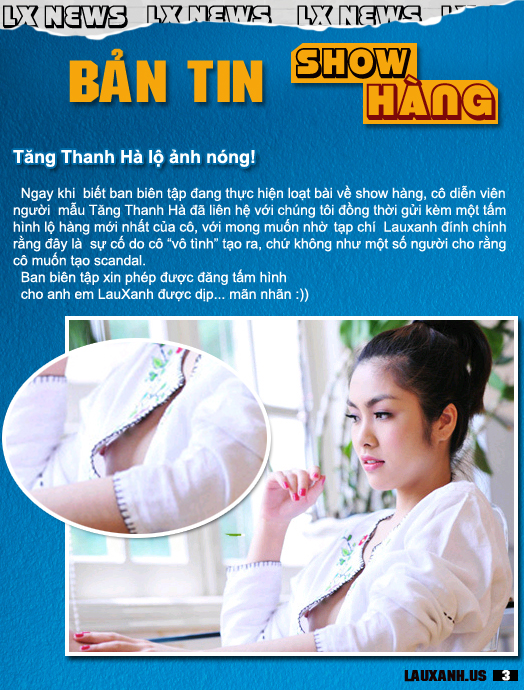 LX NEWS LX NEWS LX NEWS
BẢN TIN SHOW
HÀNG
Tăng Thanh Hà lộ ảnh nóng!
Ngay khi biết ban biên tập đang thực hiện loạt bài về show hàng, cô diễn viên
người mẫu Tăng Thanh Hà đã liên hệ với chúng tôi đồng thời gửi kèm một tấm
hình lộ hàng mới nhất của cô, với mong muốn nhờ tạp chí Lauxanh đính chính
rằng đây là sự cố do cô “vô tình” tạo ra, chứ không như một số người cho rằng
cô muốn tạo scandal.
Ban biên tập xin phép được đăng tấm hình
cho anh em LauXanh được dịp... mãn nhãn :))
LAUXANH.US 3